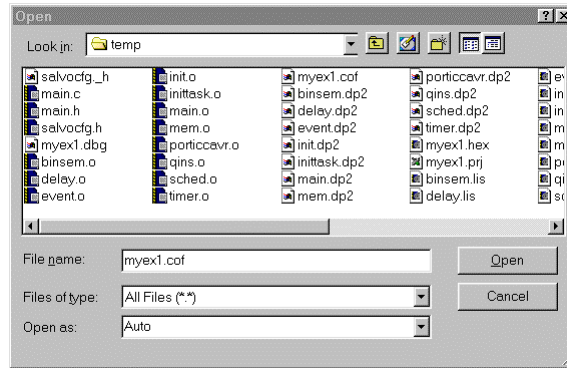 Open
Look in: temp
salvocfg._h init.o myex1.cof porticcavr.dp2
main.c inittask.o binsem.dp2 qins.dp2
main.h main.o delay.dp2 sched.dp2
salvocfg.h mem.o event.dp2 timer.dp2
myex1.dbg porticcavr.o init.dp2 myex1.hex
binsem.o qins.o inittask.dp2 myex1.prj
delay.o sched.o main.dp2 binsem.lis
event.o timer.o mem.dp2 delay.lis
File name: myex1.cof Open
Files of type: All Files (*.*) Cancel
Open as: Auto